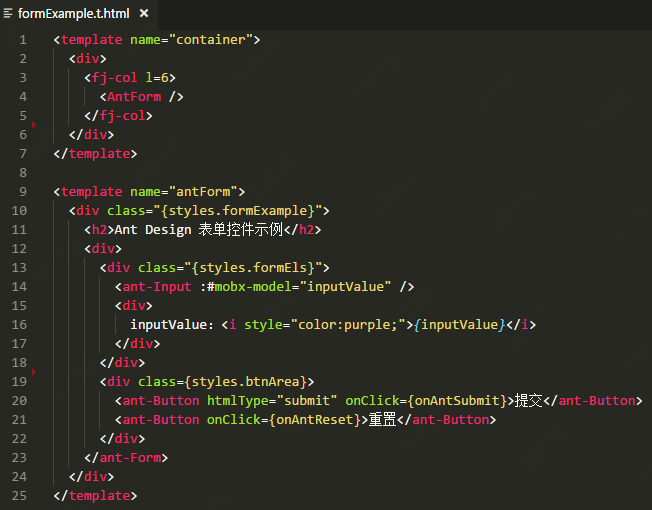 formExample.t.html ×
1 <template name="container">
2 <div>
3 <fj-col l=6>
4 <AntForm />
5 </fj-col>
6 </div>
7 </template>
8
9 <template name="antForm">
10 <div class="{styles.formExample}">
11 <h2>Ant Design 表单控件示例</h2>
12 <div>
13 <div class="{styles.formEls}">
14 <ant-Input :#mobx-model="inputValue" />
15 <div>
16 inputValue: <i style="color:purple;">{inputValue}</i>
17 </div>
18 </div>
19 <div class={styles.btnArea}>
20 <ant-Button htmlType="submit" onClick={onAntSubmit}>提交</ant-Button>
21 <ant-Button onClick={onAntReset}>重置</ant-Button>
22 </div>
23 </ant-Form>
24 </div>
25 </template>